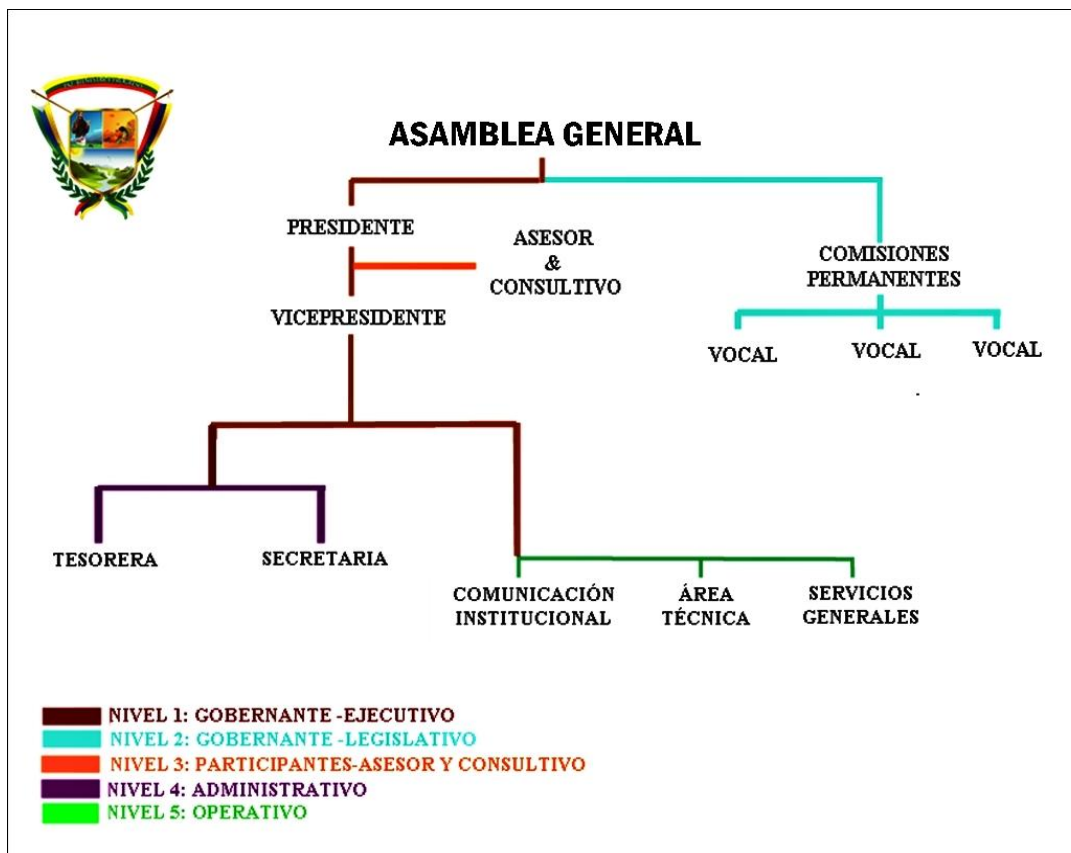 ASAMBLEA GENERAL
PRESIDENTE
ASESOR
&
CONSULTIVO
COMISIONES
PERMANENTES
VICEPRESIDENTE
VOCAL
VOCAL
VOCAL
TESORERA
SECRETARIA
COMUNICACIÓN
INSTITUCIONAL
ÁREA
TÉCNICA
SERVICIOS
GENERALES
NIVEL 1: GOBERNANTE -EJECUTIVO
NIVEL 2: GOBERNANTE -LEGISLATIVO
NIVEL 3: PARTICIPANTES-ASESOR Y CONSULTIVO
NIVEL 4: ADMINISTRATIVO
NIVEL 5: OPERATIVO